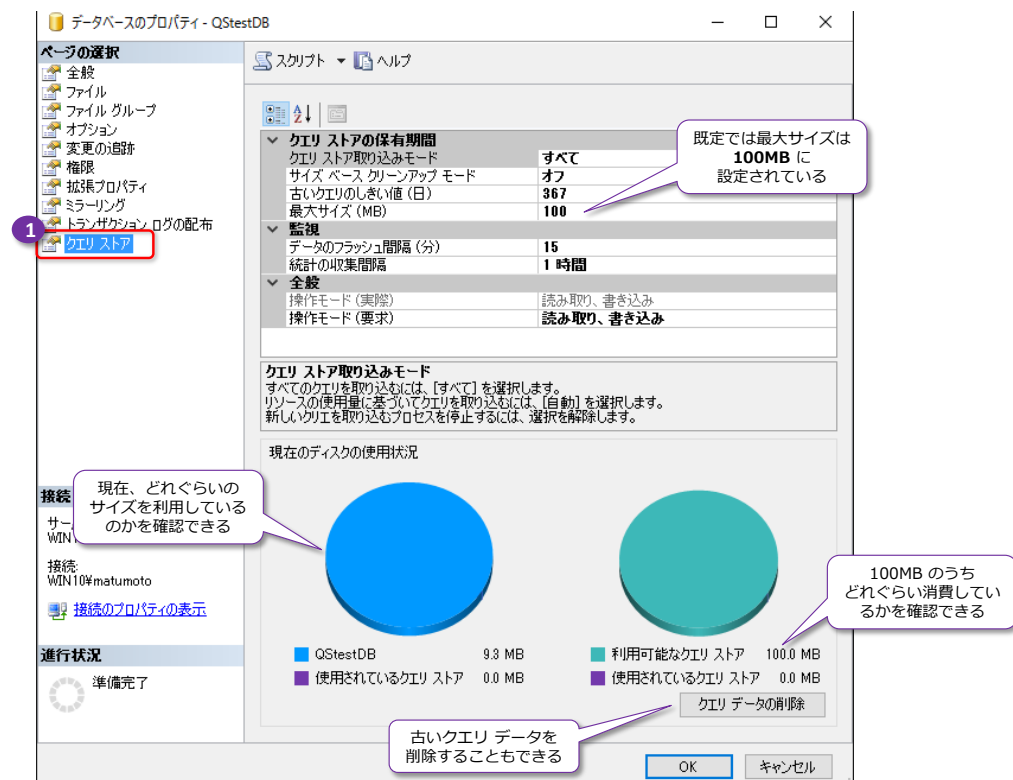 データベースのプロパティ - QStestDB
ページの選択
全般
ファイル
ファイル グループ
オプション
変更の追跡
権限
拡張プロパティ
ミラーリング
トランザクション ログの配布
1
クエリ ストア
スクリプト
ヘルプ
クエリ ストアの保有期間
クエリ ストア取り込みモード すべて
サイズ ベース クリーンアップ モード オフ
古いクエリのしきい値 (日) 367
最大サイズ (MB) 100
監視
データのフラッシュ間隔 (分) 15
統計の収集間隔 1 時間
全般
操作モード (実際) 読み取り、書き込み
操作モード (要求) 読み取り、書き込み
既定では最大サイズは
100MB に
設定されている
クエリ ストア取り込みモード
すべてのクエリを取り込むには、[すべて] を選択します。
リソースの使用量に基づいてクエリを取り込むには、[自動] を選択します。
新しいクリエを取り込むプロセスを停止するには、選択を解除します。
現在のディスクの使用状況
現在、どれぐらいの
サイズを利用している
のかを確認できる
接続
サー
WIN1
接続:
WIN10¥matumoto
接続のプロパティの表示
進行状況
準備完了
100MB のうち
どれぐらい消費してい
るかを確認できる
QStestDB 9.3 MB
使用されているクエリ ストア 0.0 MB
利用可能なクエリ ストア 100.0 MB
使用されているクエリ ストア 0.0 MB
クエリ データの削除
古いクエリ データを
削除することもできる
OK
キャンセル